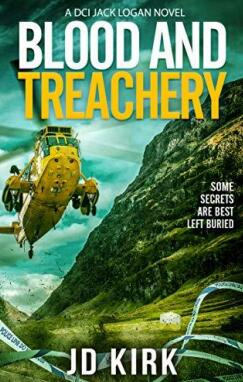 A DCI JACK LOGAN NOVEL
BLOOD AND
TREACHERY
SOME
SECRETS
ARE BEST
LEFT BURIED
JD KIRK